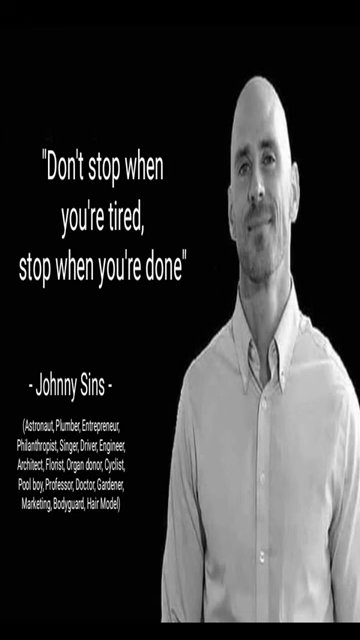 "Don't stop when
you're tired,
stop when you're done"
- Johnny Sins -
(Astronaut, Plumber, Entrepreneur,
Philanthropist, Singer, Driver, Engineer,
Architect, Florist, Organ donor, Cyclist,
Pool boy, Professor, Doctor, Gardener,
Marketing, Bodyguard, Hair Model)